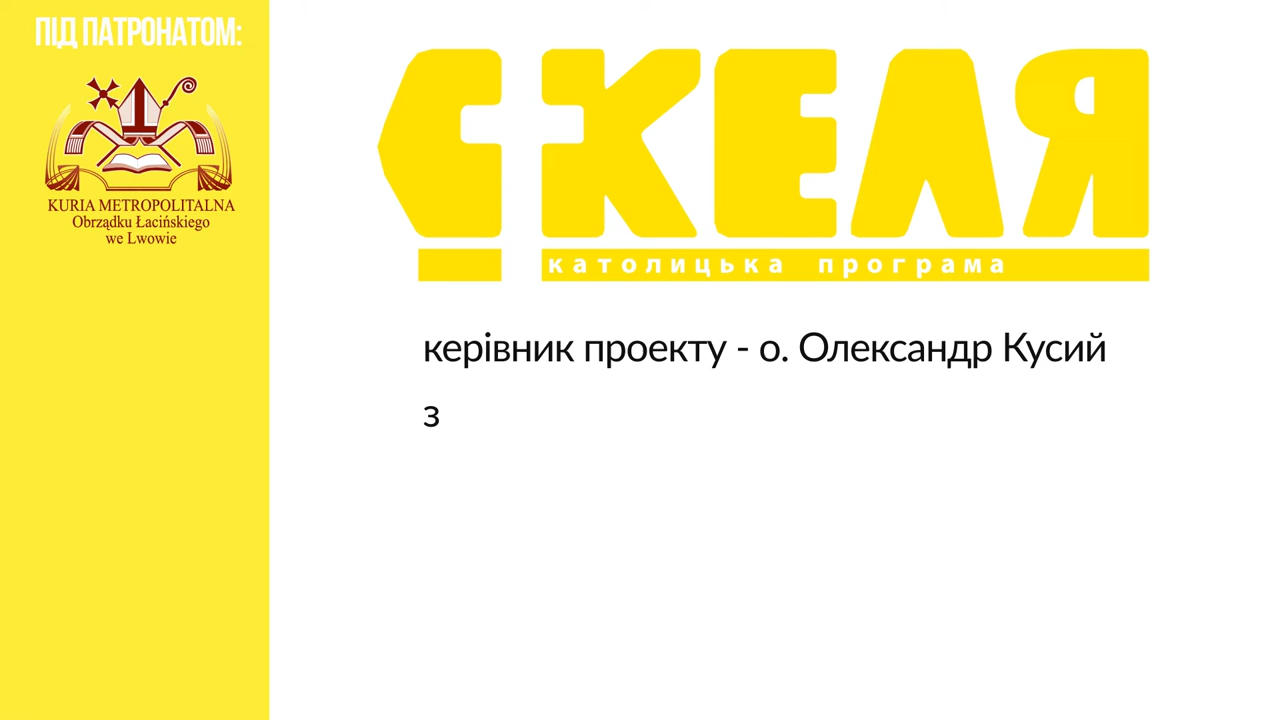 ПІД ПАТРОНАТОМ:
KURIA METROPOLITALNA
Obrządku Łacińskiego
we Lwowie
СКЕЛЯ
католицька програма
керівник проекту - о. Олександр Кусий
з